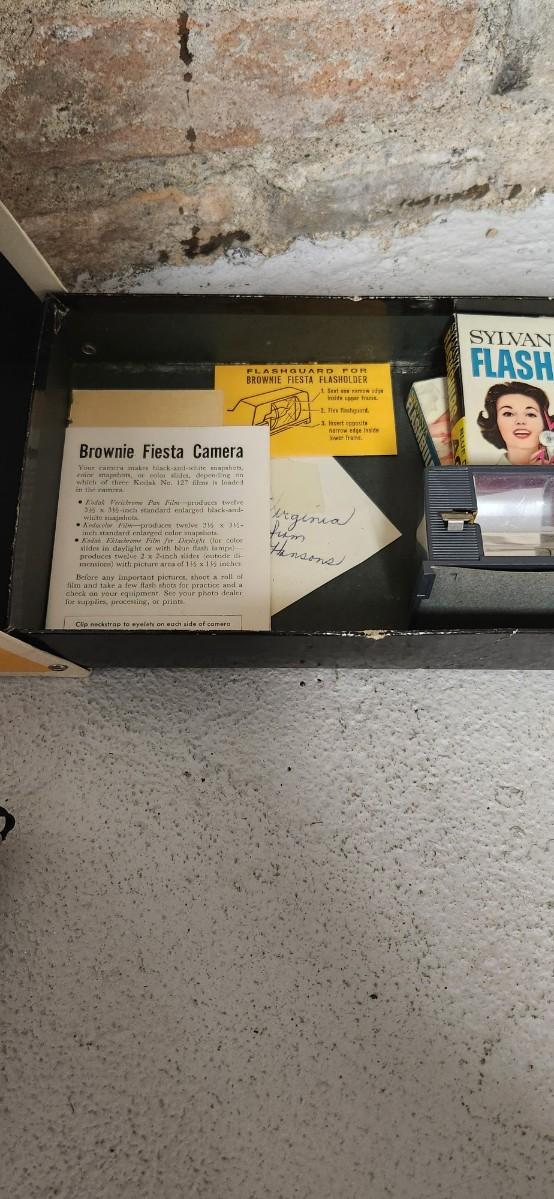 SYLVAN
FLASH
FLASHGUARD FOR
BROWNIE FIESTA FLASHOLDER
1. Seat one narrow edge
inside upper frame.
2. Flex flashguard.
3. Insert opposite
narrow edge inside
lower frame.
Brownie Fiesta Camera
Your camera makes black-and-white snapshots,
color snapshots, or color slides, depending on
which of three Kodak No. 127 films is loaded
in the camera.
• Kodak Verichrome Pan Film—produces twelve
3½ x 3½-inch standard enlarged black-and-
white snapshots.
• Kodacolor Film—produces twelve 3½ x 3½-
inch standard enlarged color snapshots.
• Kodak Ektachrome Film for Daylight (for color
slides in daylight or with blue flash lamps)—
produces twelve 2 x 2-inch slides (outside di-
mensions) with picture area of 1½ x 1½ inches.
Before any important pictures, shoot a roll of
film and take a few flash shots for practice and a
check on your equipment. See your photo dealer
for supplies, processing, or prints.
Clip neckstrap to eyelets on each side of camera
Virginia
from
Hansons